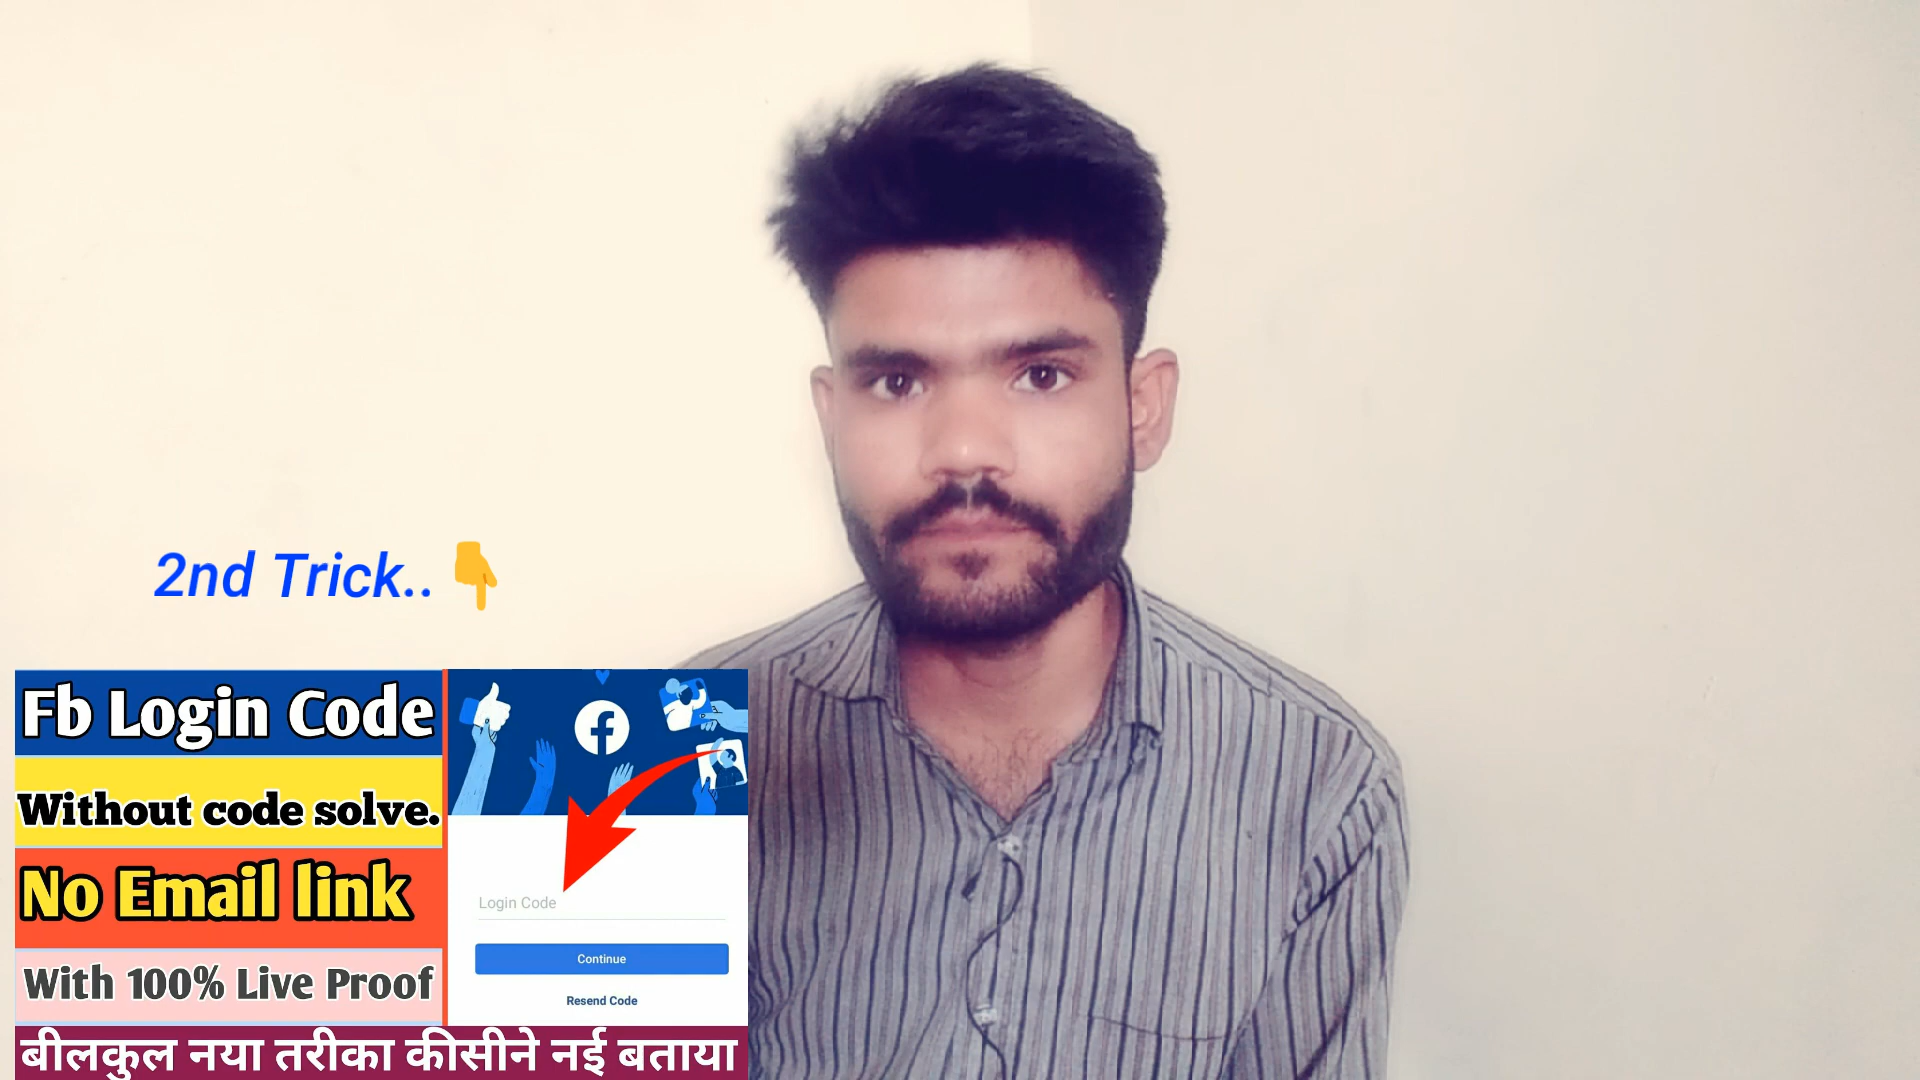 2nd Trick..👇
Fb Login Code
Without code solve.
No Email link
With 100% Live Proof
Login Code
Continue
Resend Code
बीलकुल नया तरीका कीसीने नई बताया